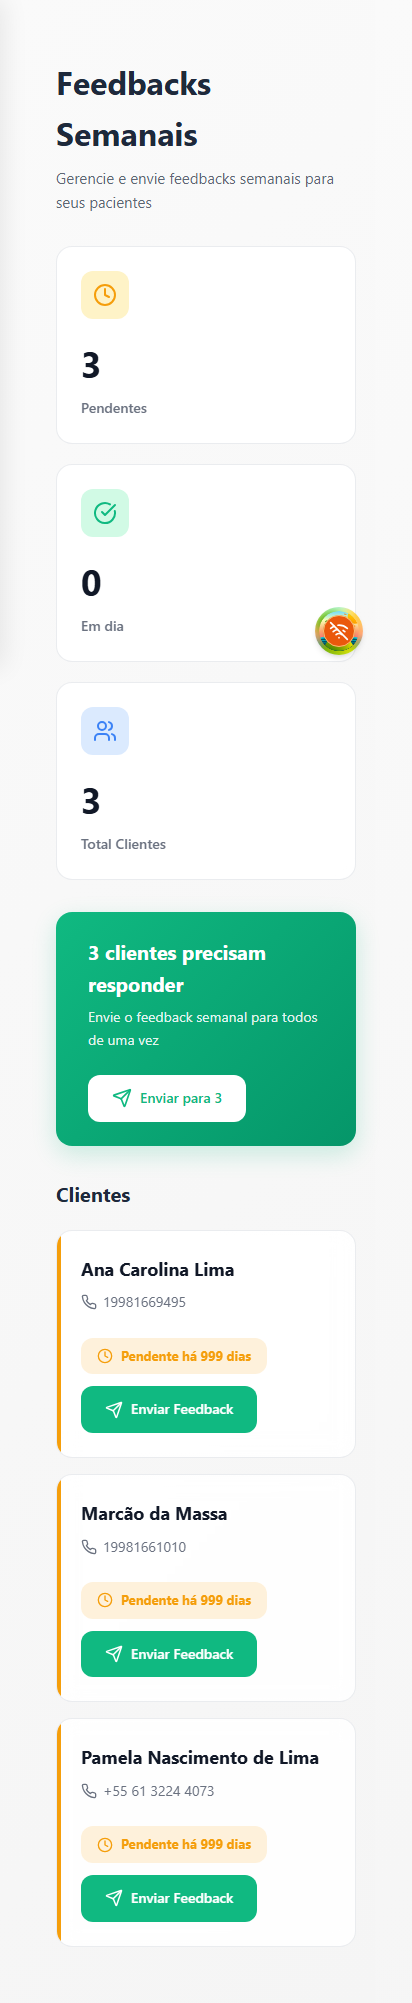 Feedbacks
Semanais
Gerencie e envie feedbacks semanais para
seus pacientes
3
Pendentes
0
Em dia
3
Total Clientes
3 clientes precisam
responder
Envie o feedback semanal para todos
de uma vez
Enviar para 3
Clientes
Ana Carolina Lima
19981669495
Pendente há 999 dias
Enviar Feedback
Marcão da Massa
19981661010
Pendente há 999 dias
Enviar Feedback
Pamela Nascimento de Lima
+55 61 3224 4073
Pendente há 999 dias
Enviar Feedback